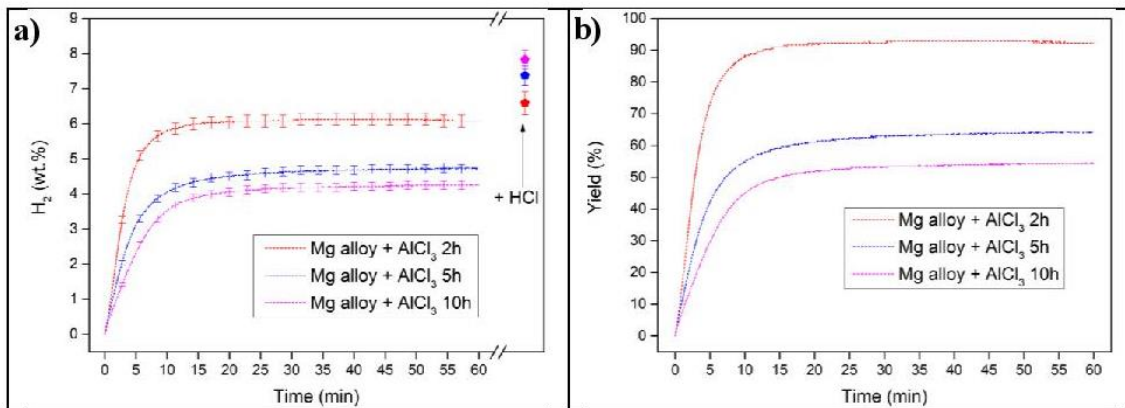 a)
9
8
7
6
5
4
3
2
1
0
H₂ (wt.%)
+ HCl
Mg alloy + AlCl₃ 2h
Mg alloy + AlCl₃ 5h
Mg alloy + AlCl₃ 10h
0 5 10 15 20 25 30 35 40 45 50 55 60
Time (min)
b)
100
90
80
70
60
50
40
30
20
10
0
Yield (%)
Mg alloy + AlCl₃ 2h
Mg alloy + AlCl₃ 5h
Mg alloy + AlCl₃ 10h
0 5 10 15 20 25 30 35 40 45 50 55 60
Time (min)